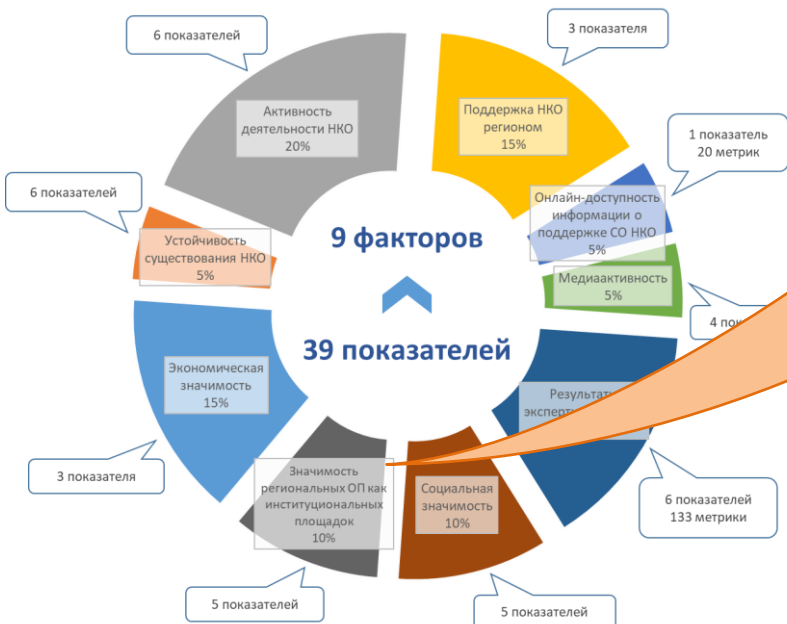 6 показателей
3 показателя
Активность
деятельности НКО
20%
Поддержка НКО
регионом
15%
1 показатель
20 метрик
6 показателей
Онлайн-доступность
информации о
поддержке СО НКО
5%
Устойчивость
существования НКО
5%
9 факторов
Медиаактивность
5%
4
39 показателей
Экономическая
значимость
15%
Значимость
региональных ОП как
институциональных
площадок
10%
Социальная
значимость
10%
3 показателя
6 показателей
133 метрики
5 показателей
5 показателей